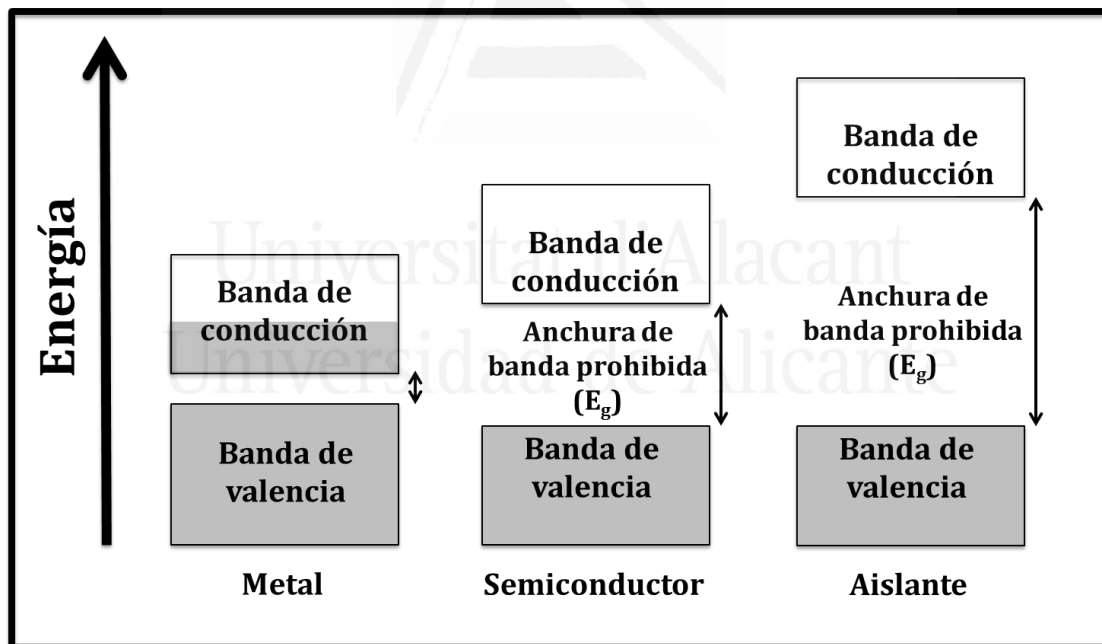 Energía
Banda de
conducción
Banda de
valencia
Metal
Banda de
conducción
Anchura de
banda prohibida
(Eg)
Banda de
valencia
Semiconductor
Banda de
conducción
Anchura de
banda prohibida
(Eg)
Banda de
valencia
Aislante
Universitat d'Alacant
Universidad de Alicante